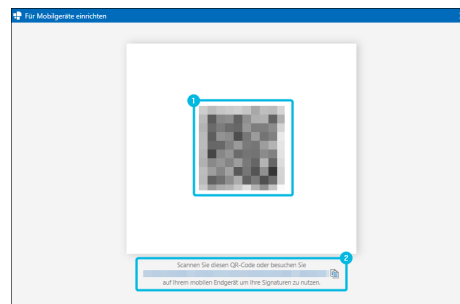 Für Mobilgeräte einrichten
1
2
Scannen Sie diesen QR-Code oder besuchen Sie
auf Ihrem mobilen Endgerät um Ihre Signaturen zu nutzen.